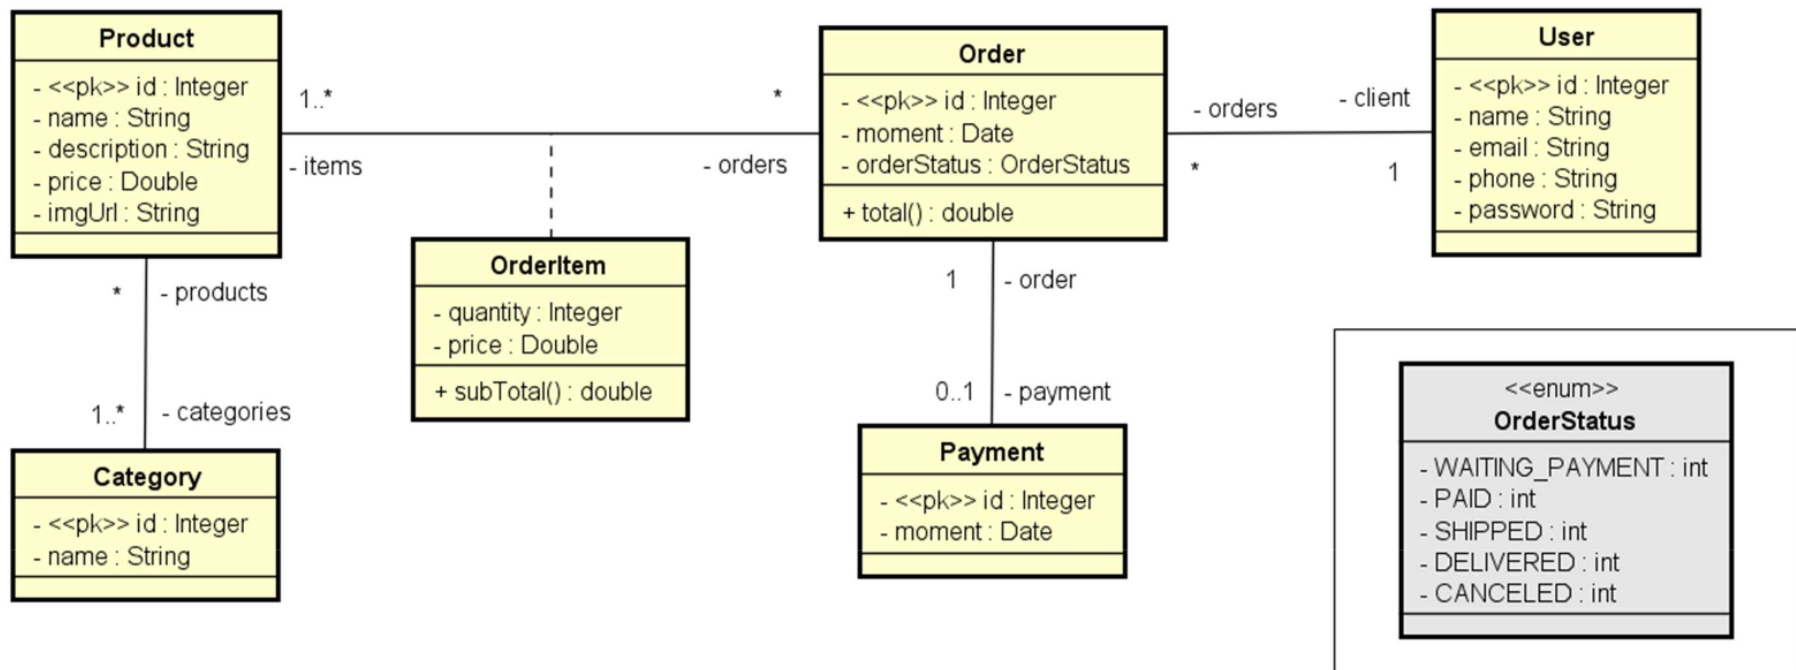 Product
- <<pk>> id : Integer
- name : String
- description : String
- price : Double
- imgUrl : String
1..*
*
- items
- orders
Order
- <<pk>> id : Integer
- moment : Date
- orderStatus : OrderStatus
+ total() : double
- orders
- client
*
1
User
- <<pk>> id : Integer
- name : String
- email : String
- phone : String
- password : String
OrderItem
- quantity : Integer
- price : Double
+ subTotal() : double
* - products
1..* - categories
Category
- <<pk>> id : Integer
- name : String
1 - order
0..1 - payment
Payment
- <<pk>> id : Integer
- moment : Date
<<enum>>
OrderStatus
- WAITING_PAYMENT : int
- PAID : int
- SHIPPED : int
- DELIVERED : int
- CANCELED : int